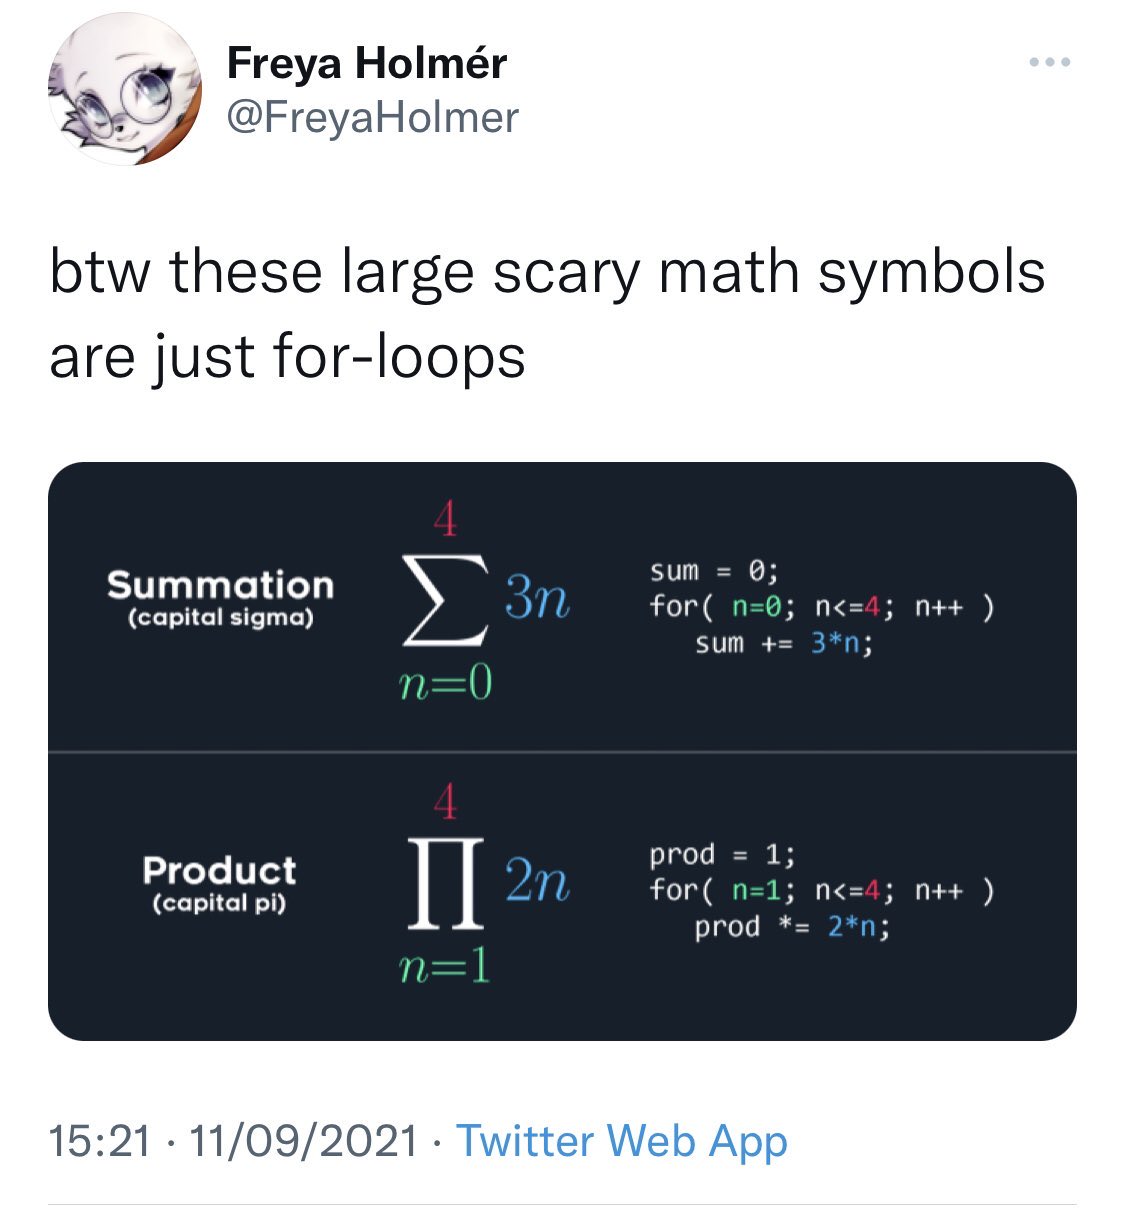 Freya Holmér
@FreyaHolmer
btw these large scary math symbols
are just for-loops
Summation
(capital sigma)
4
∑ 3n
n=0
sum = 0;
for( n=0; n<=4; n++ )
sum += 3*n;
Product
(capital pi)
4
∏ 2n
n=1
prod = 1;
for( n=1; n<=4; n++ )
prod *= 2*n;
15:21 · 11/09/2021 · Twitter Web App